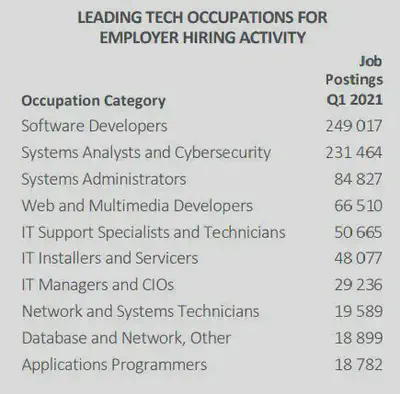 LEADING TECH OCCUPATIONS FOR
EMPLOYER HIRING ACTIVITY
Job
Postings
Occupation Category Q1 2021
Software Developers 249 017
Systems Analysts and Cybersecurity 231 464
Systems Administrators 84 827
Web and Multimedia Developers 66 510
IT Support Specialists and Technicians 50 665
IT Installers and Servicers 48 077
IT Managers and CIOs 29 236
Network and Systems Technicians 19 589
Database and Network, Other 18 899
Applications Programmers 18 782